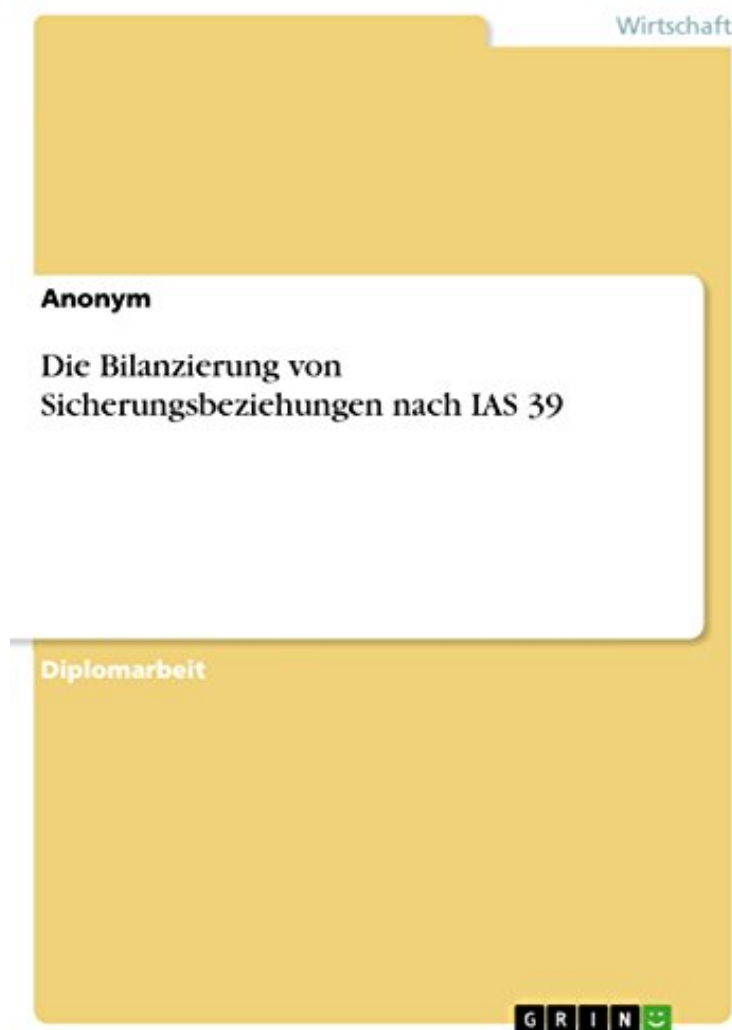 Wirtschaft
Anonym
Die Bilanzierung von
Sicherungsbeziehungen nach IAS 39
Diplomarbeit
GRIN